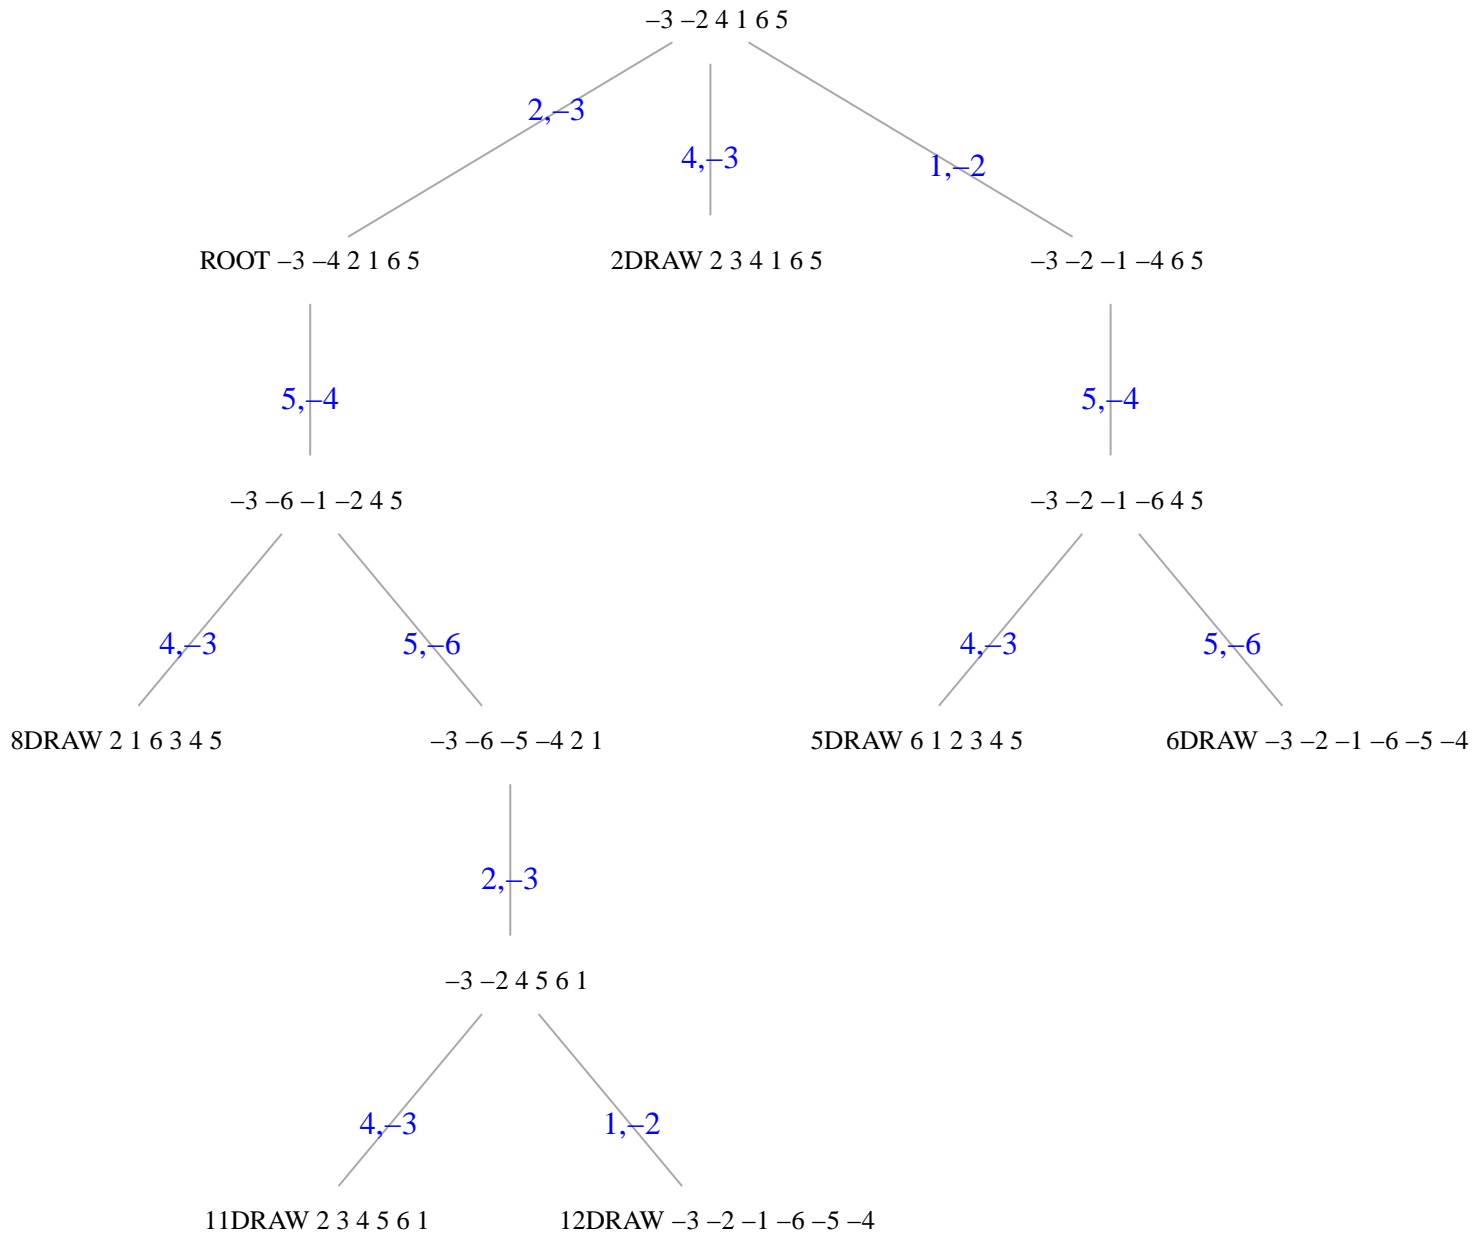 –3 –2 4 1 6 5
2,–3
4,–3
1,–2
ROOT –3 –4 2 1 6 5
2DRAW 2 3 4 1 6 5
–3 –2 –1 –4 6 5
5,–4
5,–4
–3 –6 –1 –2 4 5
–3 –2 –1 –6 4 5
4,–3
5,–6
4,–3
5,–6
8DRAW 2 1 6 3 4 5
–3 –6 –5 –4 2 1
5DRAW 6 1 2 3 4 5
6DRAW –3 –2 –1 –6 –5 –4
2,–3
–3 –2 4 5 6 1
4,–3
1,–2
11DRAW 2 3 4 5 6 1
12DRAW –3 –2 –1 –6 –5 –4